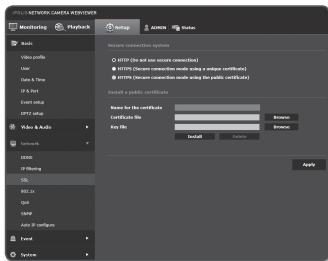 iPOLiS NETWORK CAMERA WEBVIEWER
Monitoring
Playback
Setup
ADMIN
Status
Basic
Video profile
User
Date & Time
IP & Port
Event setup
DPTZ setup
Video & Audio
Network
DDNS
IP filtering
SSL
802.1x
QoS
SNMP
Auto IP configure
Event
System
Secure connection system
HTTP (Do not use secure connection)
HTTPS (Secure connection mode using a unique certificate)
HTTPS (Secure connection mode using the public certificate)
Install a public certificate
Name for the certificate
Certificate file
Browse
Key file
Browse
Install
Delete
Apply